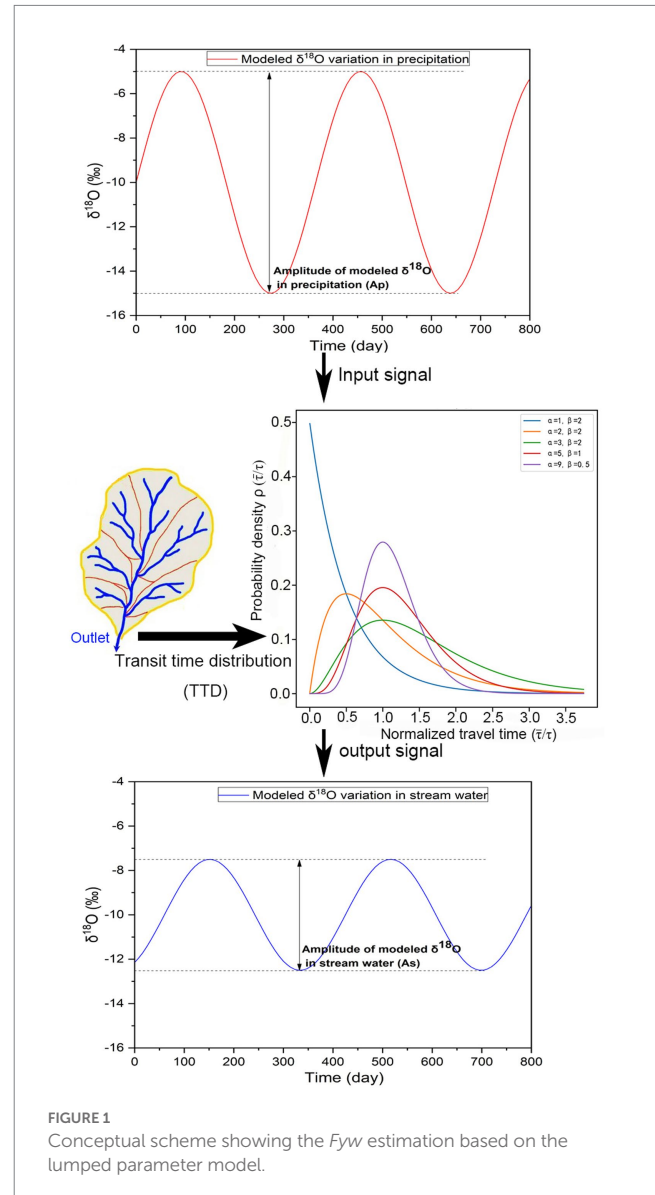 Modeled δ¹⁸O variation in precipitation
-4
-6
-8
-10
-12
-14
-16
δ¹⁸O (‰)
Amplitude of modeled δ¹⁸O
in precipitation (Ap)
0 100 200 300 400 500 600 700 800
Time (day)
Input signal
0.5
0.4
0.3
0.2
0.1
0.0
Probability density ρ (τ̄/τ)
α=1, β=2
α=2, β=2
α=3, β=2
α=5, β=1
α=9, β=0.5
0.0 0.5 1.0 1.5 2.0 2.5 3.0 3.5
Normalized travel time (τ̄/τ)
Outlet
Transit time distribution
(TTD)
output signal
Modeled δ¹⁸O variation in stream water
-4
-6
-8
-10
-12
-14
-16
δ¹⁸O (‰)
Amplitude of modeled δ¹⁸O
in stream water (As)
0 100 200 300 400 500 600 700 800
Time (day)
FIGURE 1
Conceptual scheme showing the Fyw estimation based on the
lumped parameter model.